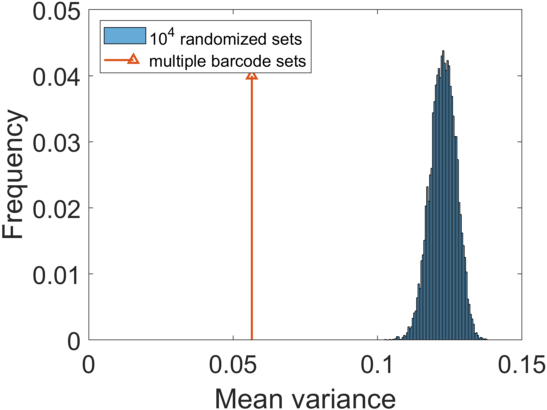 0.05
10⁴ randomized sets
multiple barcode sets
0.04
0.03
0.02
0.01
0
Frequency
0 0.05 0.1 0.15
Mean variance